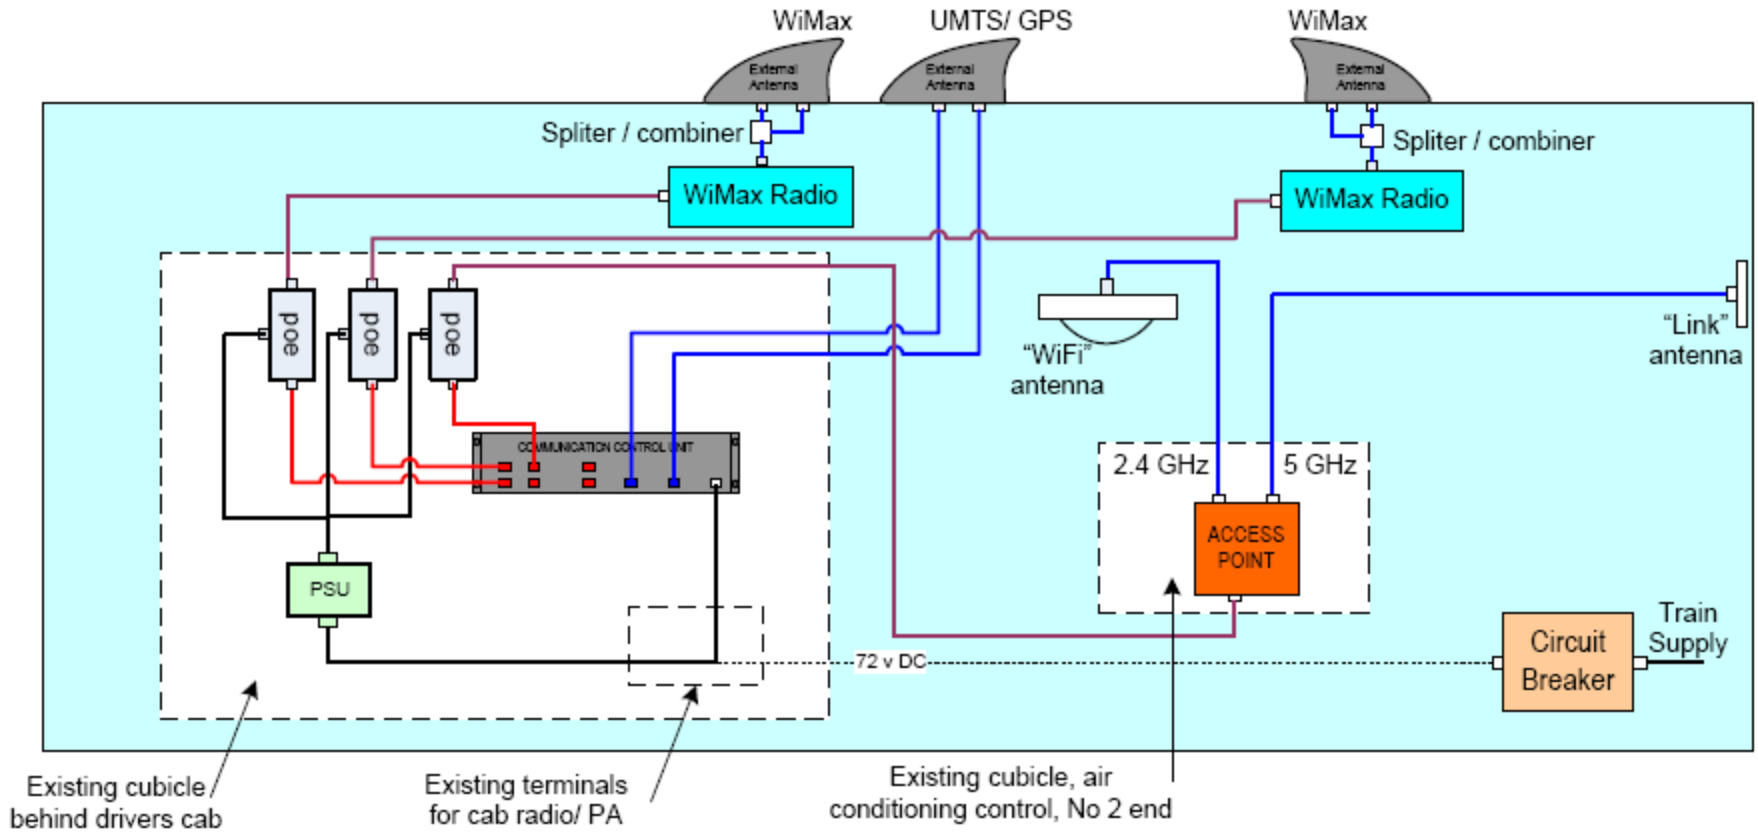 WiMax
UMTS/ GPS
WiMax
External
Antenna
External
Antenna
External
Antenna
Spliter / combiner
Spliter / combiner
WiMax Radio
WiMax Radio
poe
poe
poe
"WiFi"
antenna
"Link"
antenna
COMMUNICATION CONTROL UNIT
2.4 GHz
5 GHz
ACCESS
POINT
PSU
72 v DC
Circuit
Breaker
Train
Supply
Existing cubicle
behind drivers cab
Existing terminals
for cab radio/ PA
Existing cubicle, air
conditioning control, No 2 end